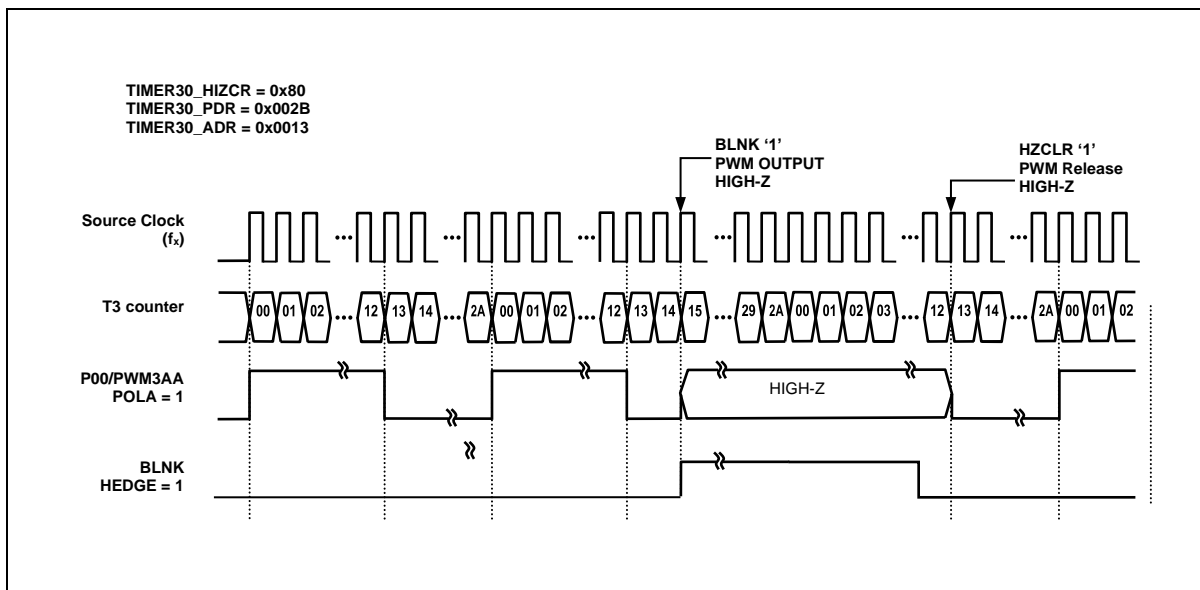 TIMER30_HIZCR = 0x80
TIMER30_PDR = 0x002B
TIMER30_ADR = 0x0013
BLNK ‘1’
PWM OUTPUT
HIGH-Z
HZCLR ‘1’
PWM Release
HIGH-Z
Source Clock
(fx)
T3 counter
00 01 02 ••• 12 13 14 ••• 2A 00 01 02 ••• 12 13 14 15 ••• 29 2A 00 01 02 03 ••• 12 13 14 ••• 2A 00 01 02
P00/PWM3AA
POLA = 1
HIGH-Z
BLNK
HEDGE = 1